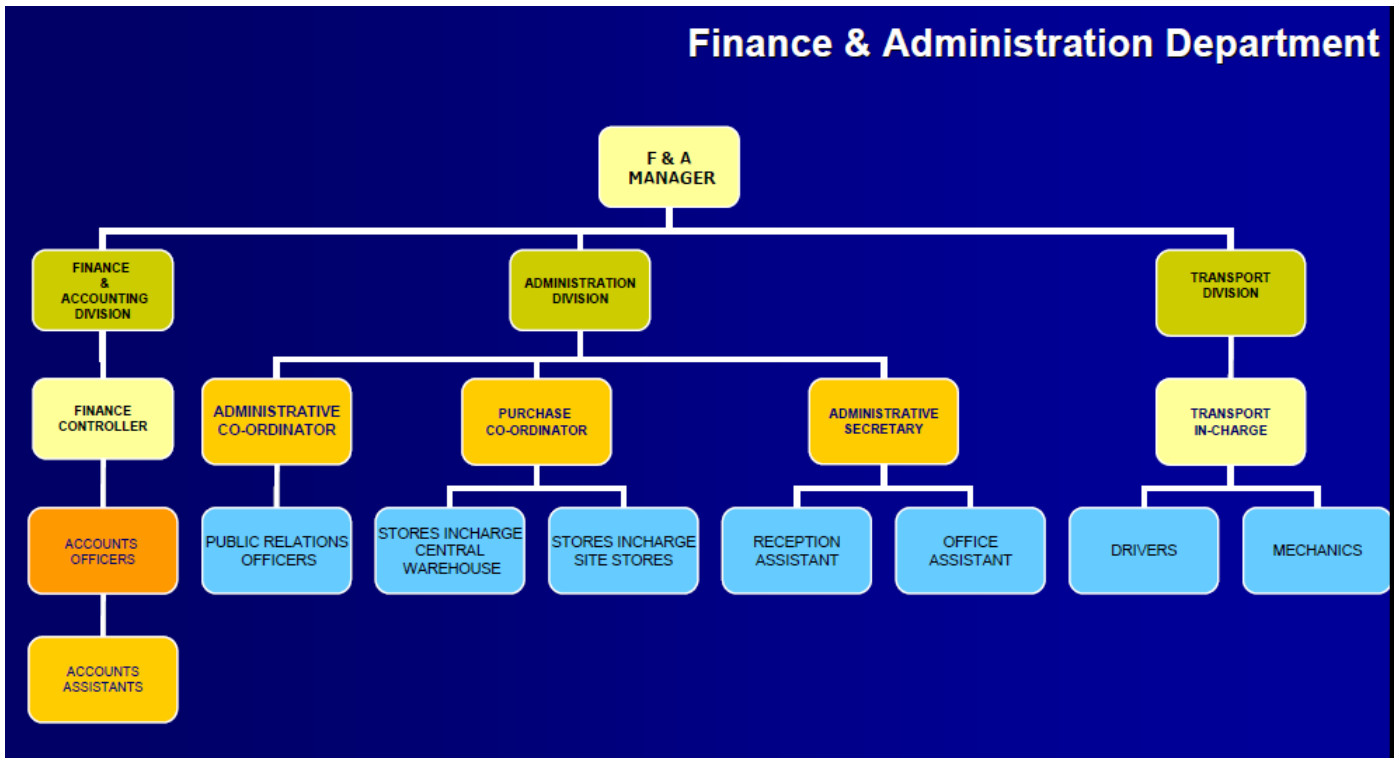 Finance & Administration Department
F & A
MANAGER
FINANCE
&
ACCOUNTING
DIVISION
ADMINISTRATION
DIVISION
TRANSPORT
DIVISION
FINANCE
CONTROLLER
ADMINISTRATIVE
CO-ORDINATOR
PURCHASE
CO-ORDINATOR
ADMINISTRATIVE
SECRETARY
TRANSPORT
IN-CHARGE
ACCOUNTS
OFFICERS
PUBLIC RELATIONS
OFFICERS
STORES INCHARGE
CENTRAL
WAREHOUSE
STORES INCHARGE
SITE STORES
RECEPTION
ASSISTANT
OFFICE
ASSISTANT
DRIVERS
MECHANICS
ACCOUNTS
ASSISTANTS